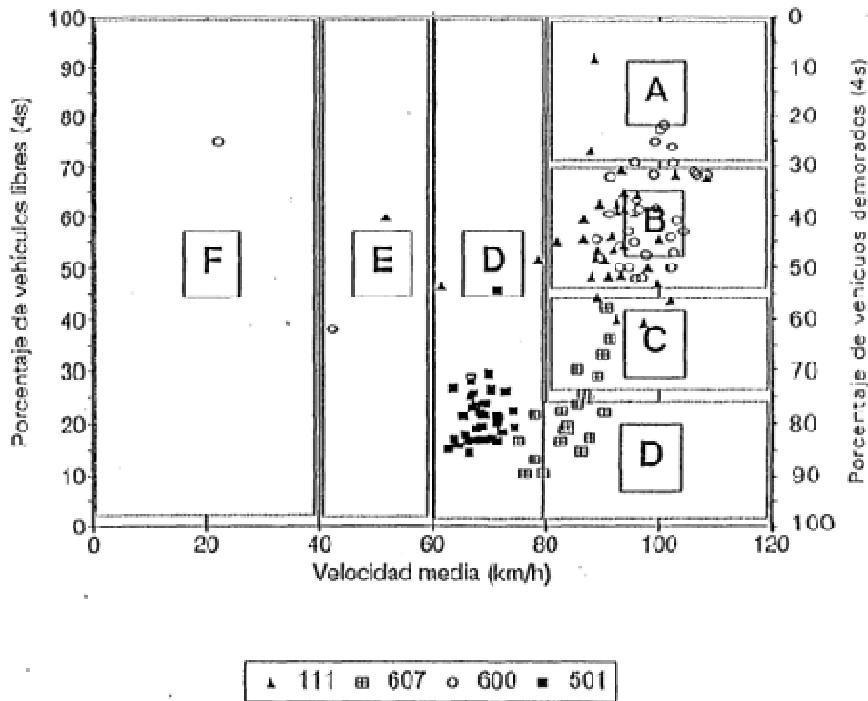 Porcentaje de vehículos libres (4s)
100
90
80
70
60
50
40
30
20
10
0
F
E
D
A
B
C
D
0
10
20
30
40
50
60
70
80
90
100
Porcentaje de vehículos demorados (4s)
0 20 40 60 80 100 120
Velocidad media (km/h)
111 607 600 501